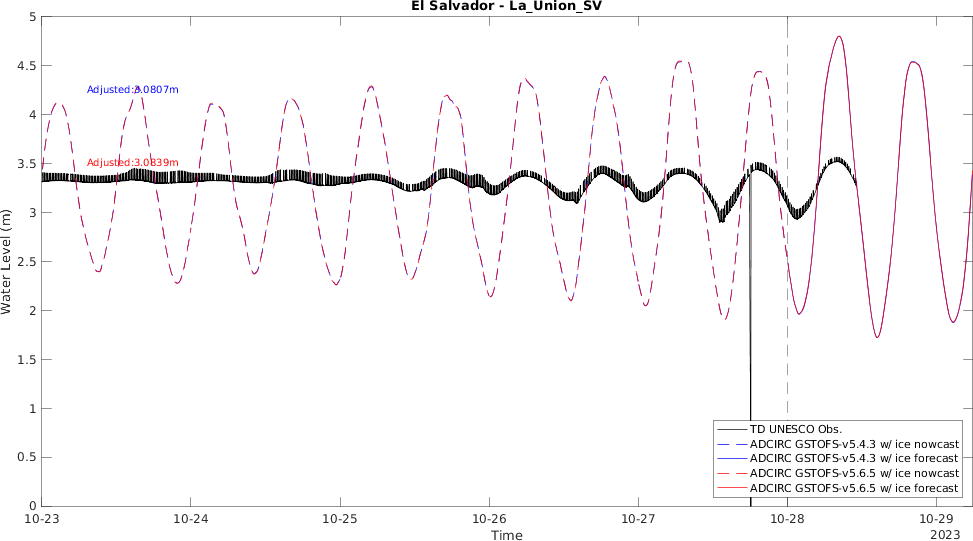 El Salvador - La_Union_SV
5
4.5
4
3.5
3
2.5
2
1.5
1
0.5
0
Water Level (m)
Adjusted:3.0807m
Adjusted:3.0839m
TD UNESCO Obs.
ADCIRC GSTOFS-v5.4.3 w/ ice nowcast
ADCIRC GSTOFS-v5.4.3 w/ ice forecast
ADCIRC GSTOFS-v5.6.5 w/ ice nowcast
ADCIRC GSTOFS-v5.6.5 w/ ice forecast
10-23 10-24 10-25 10-26 10-27 10-28 10-29
Time
2023